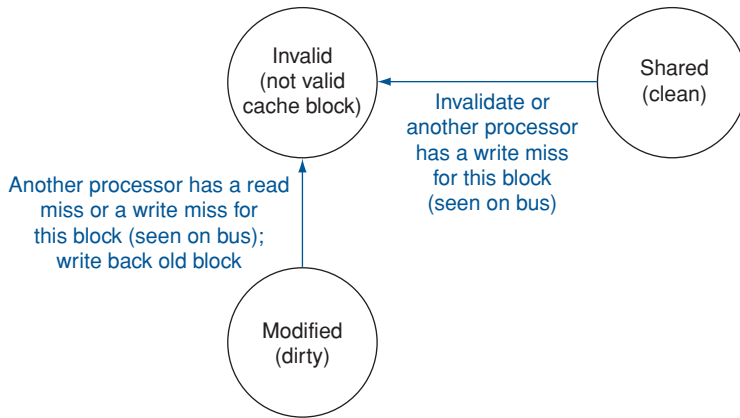 Invalid
(not valid
cache block)
Shared
(clean)
Invalidate or
another processor
has a write miss
for this block
(seen on bus)
Another processor has a read
miss or a write miss for
this block (seen on bus);
write back old block
Modified
(dirty)